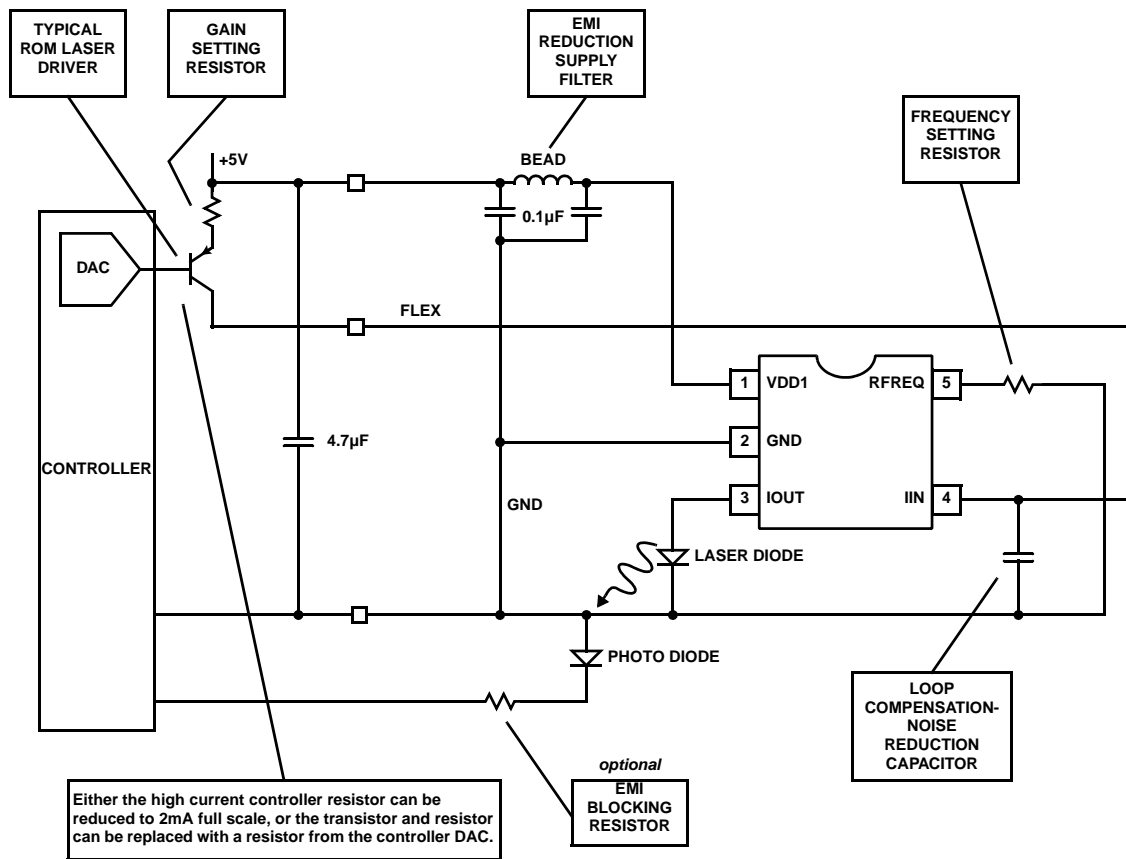 TYPICAL
ROM LASER
DRIVER
GAIN
SETTING
RESISTOR
EMI
REDUCTION
SUPPLY
FILTER
FREQUENCY
SETTING
RESISTOR
+5V
BEAD
0.1µF
DAC
FLEX
1
VDD1
RFREQ
5
2
GND
4.7µF
CONTROLLER
3
IOUT
IIN
4
GND
LASER DIODE
PHOTO DIODE
LOOP
COMPENSATION-
NOISE
REDUCTION
CAPACITOR
optional
EMI
BLOCKING
RESISTOR
Either the high current controller resistor can be
reduced to 2mA full scale, or the transistor and resistor
can be replaced with a resistor from the controller DAC.